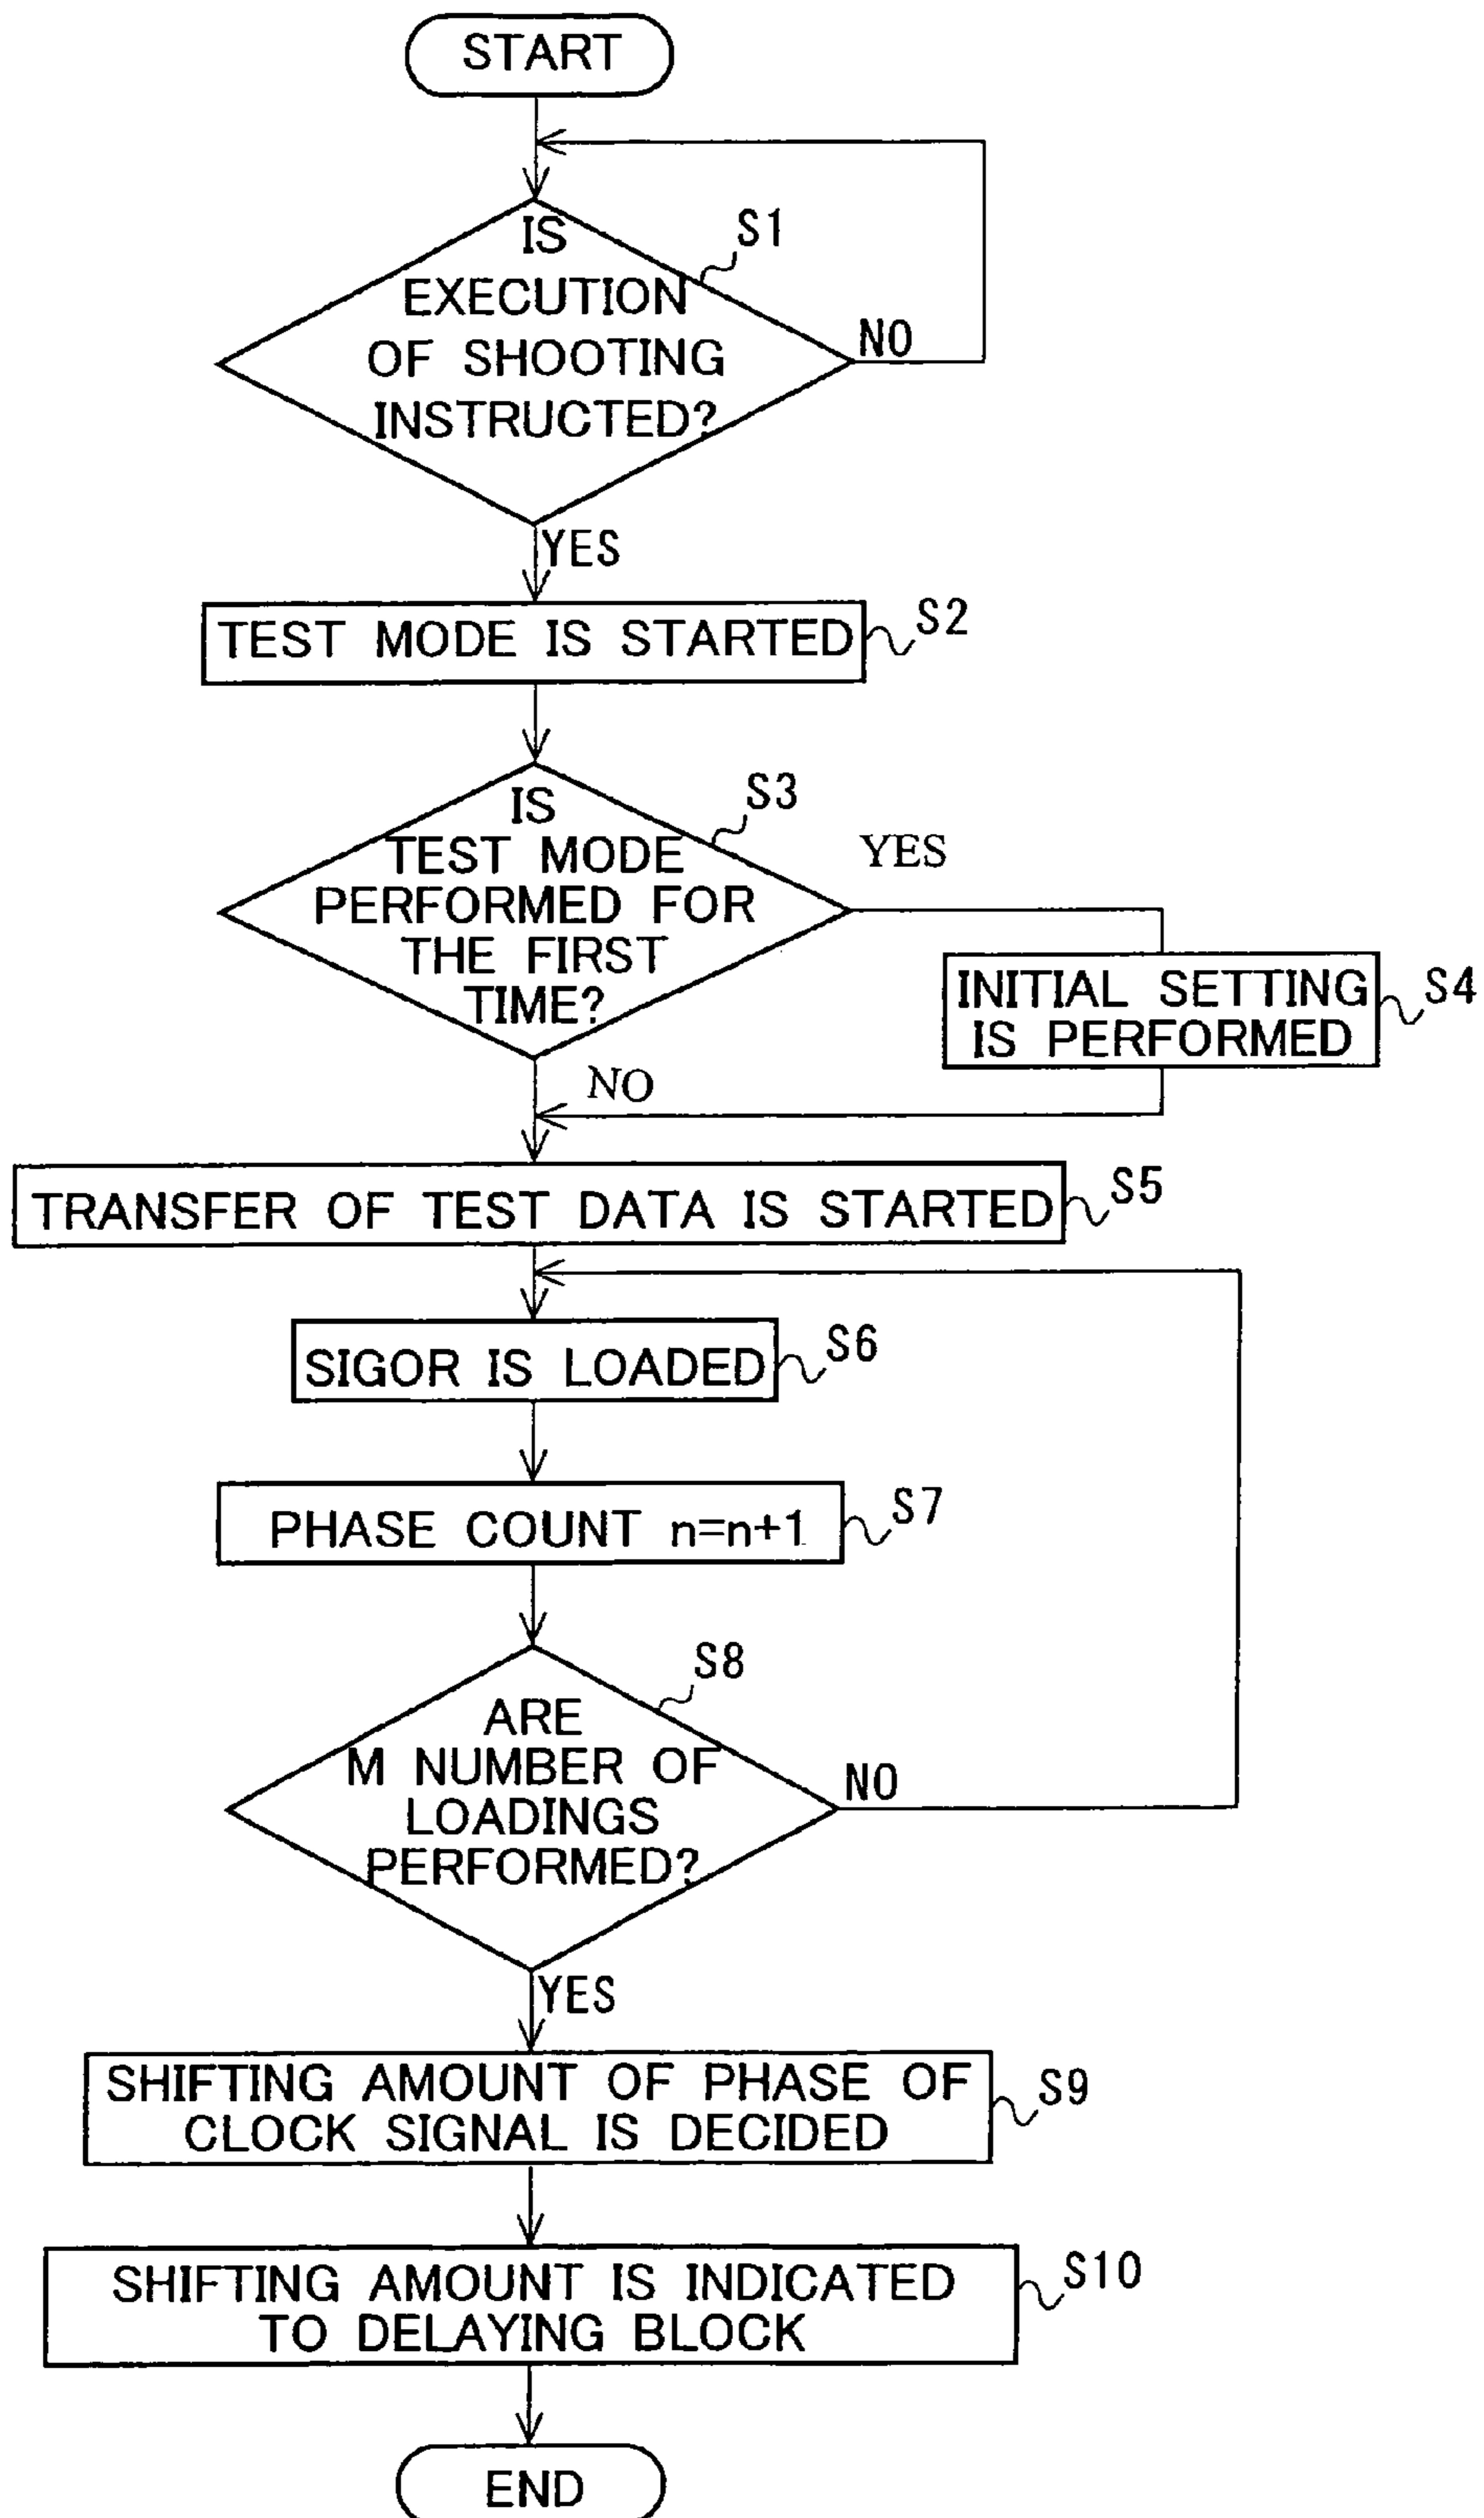 START
IS
EXECUTION
OF SHOOTING
INSTRUCTED?
S1
NO
YES
TEST MODE IS STARTED
S2
IS
TEST MODE
PERFORMED FOR
THE FIRST
TIME?
S3
YES
INITIAL SETTING
IS PERFORMED
S4
NO
TRANSFER OF TEST DATA IS STARTED
S5
SIGOR IS LOADED
S6
PHASE COUNT n=n+1
S7
ARE
M NUMBER OF
LOADINGS
PERFORMED?
S8
NO
YES
SHIFTING AMOUNT OF PHASE OF
CLOCK SIGNAL IS DECIDED
S9
SHIFTING AMOUNT IS INDICATED
TO DELAYING BLOCK
S10
END